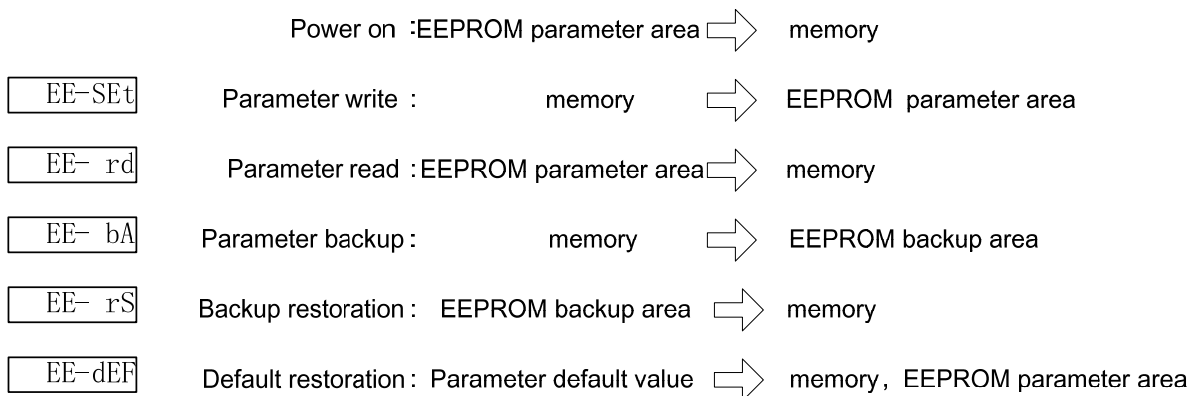 Power on :EEPROM parameter area memory
EE-SEt Parameter write : memory EEPROM parameter area
EE- rd Parameter read :EEPROM parameter area memory
EE- bA Parameter backup: memory EEPROM backup area
EE- rS Backup restoration: EEPROM backup area memory
EE-dEF Default restoration: Parameter default value memory, EEPROM parameter area